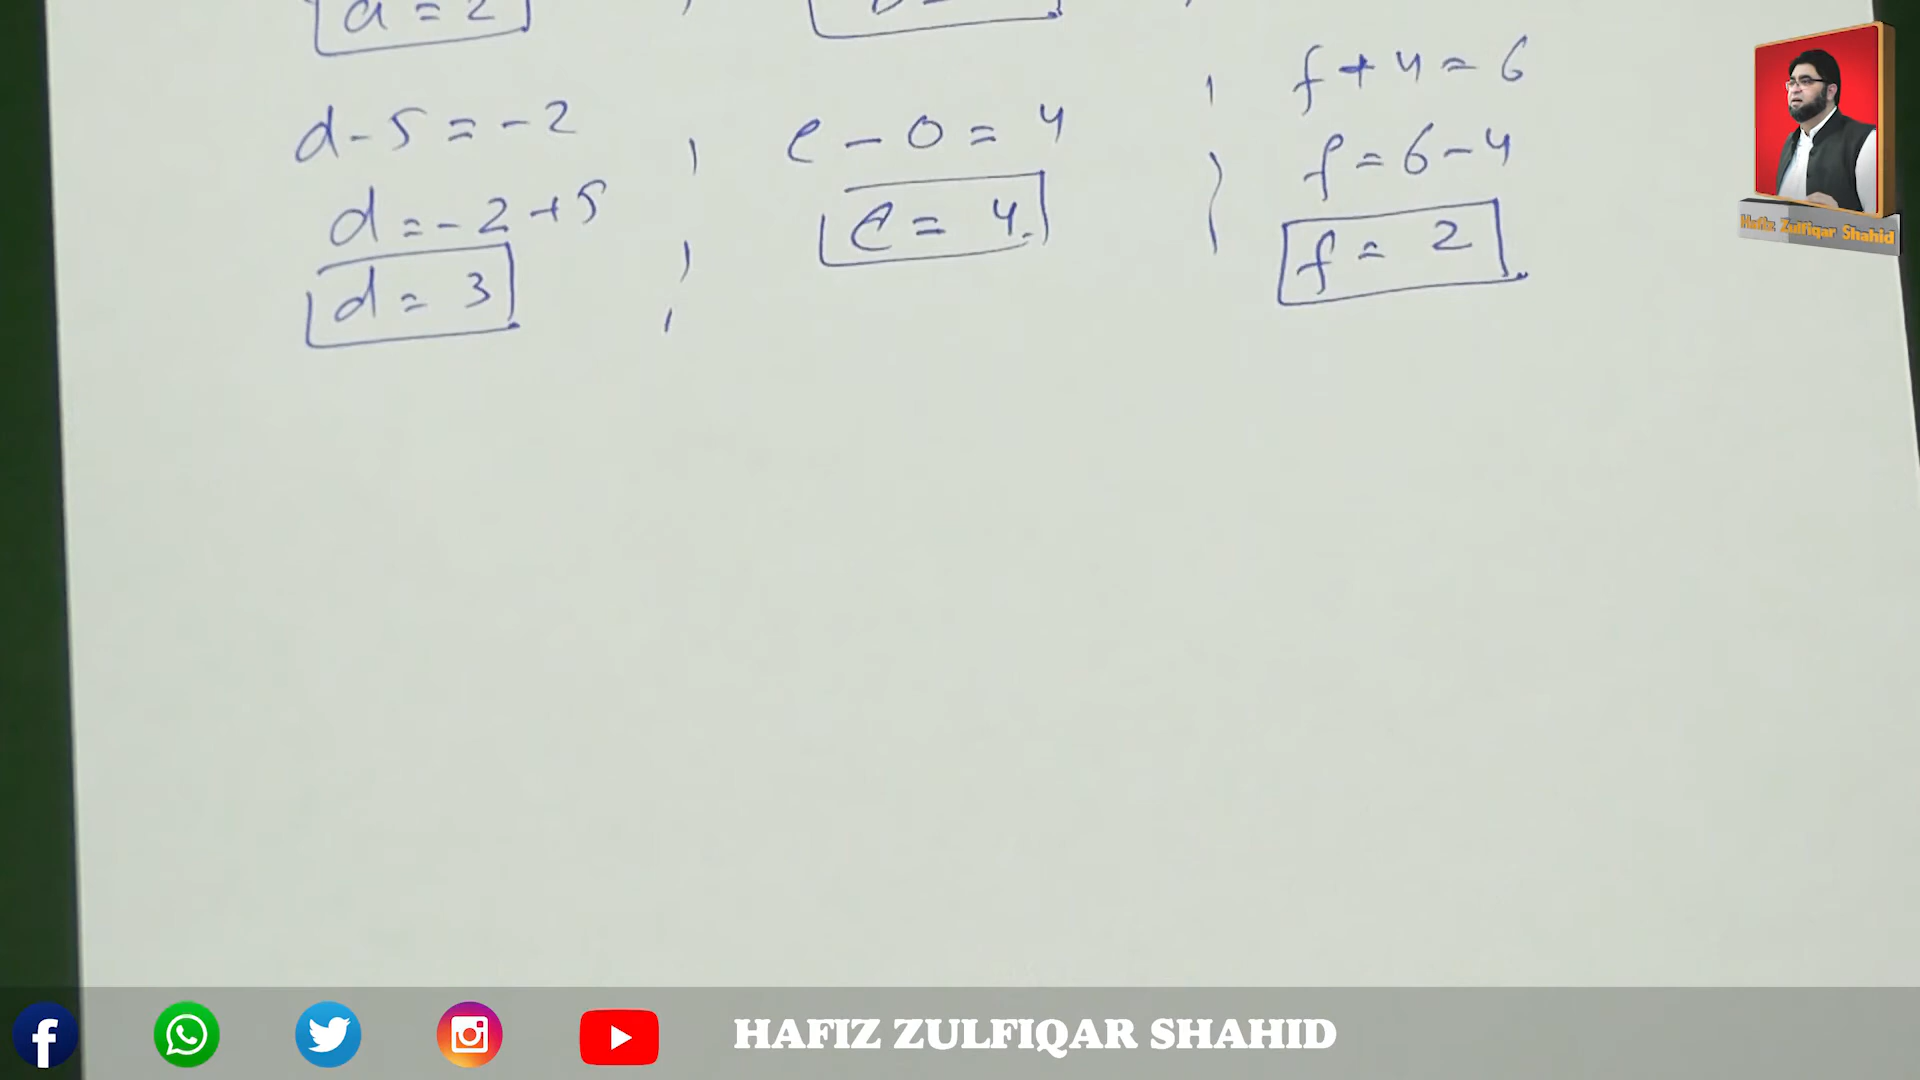 a = 2
d - 5 = -2 , e - 0 = 4 , f + 4 = 6
d = -2 + 5 , e = 4 , f = 6 - 4
d = 3 , f = 2
Hafiz Zulfiqar Shahid
HAFIZ ZULFIQAR SHAHID